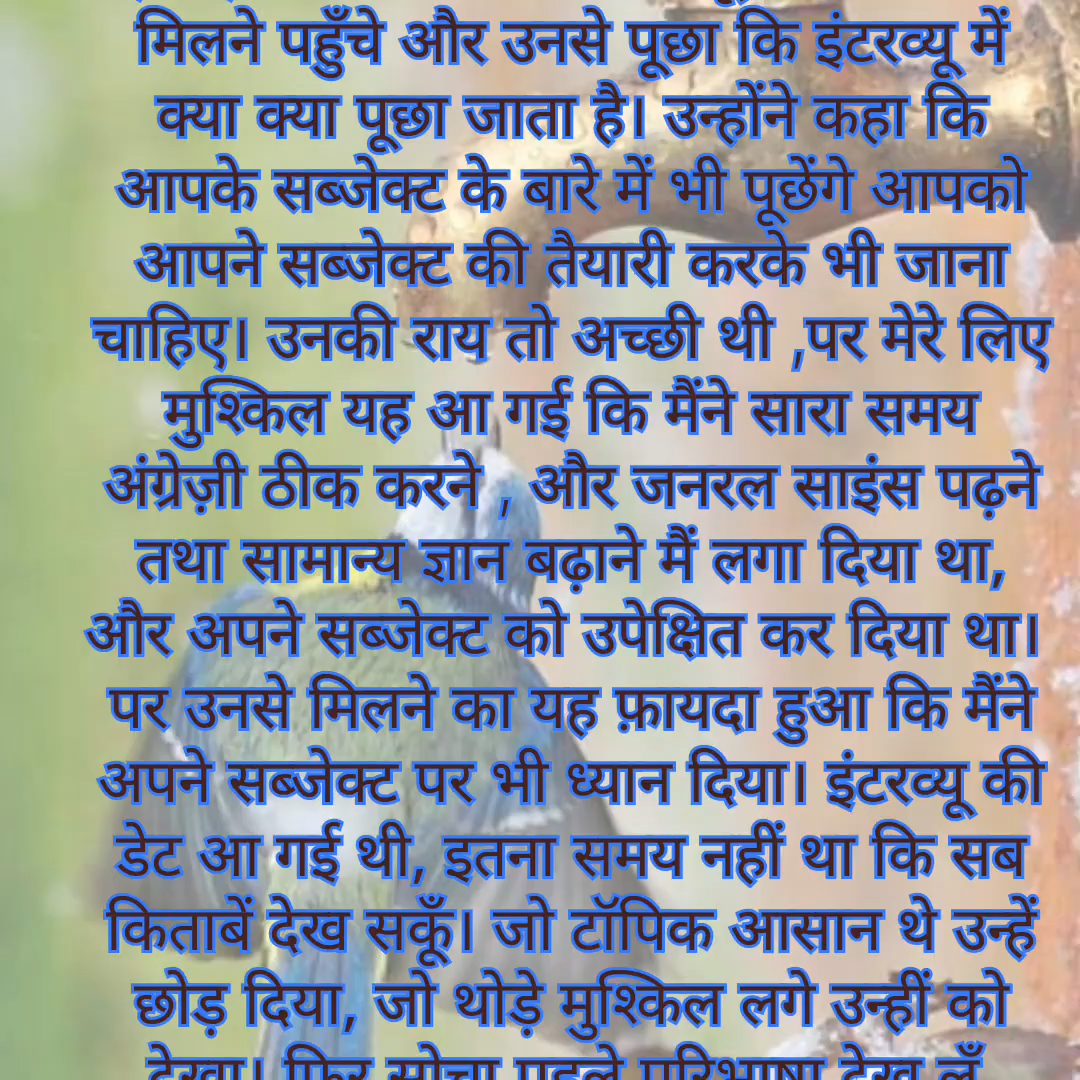 मिलने पहुँचे और उनसे पूछा कि इंटरव्यू में
क्या क्या पूछा जाता है। उन्होंने कहा कि
आपके सब्जेक्ट के बारे में भी पूछेंगे आपको
आपने सब्जेक्ट की तैयारी करके भी जाना
चाहिए। उनकी राय तो अच्छी थी ,पर मेरे लिए
मुश्किल यह आ गई कि मैंने सारा समय
अंग्रेज़ी ठीक करने , और जनरल साइंस पढ़ने
तथा सामान्य ज्ञान बढ़ाने मैं लगा दिया था,
और अपने सब्जेक्ट को उपेक्षित कर दिया था।
पर उनसे मिलने का यह फ़ायदा हुआ कि मैंने
अपने सब्जेक्ट पर भी ध्यान दिया। इंटरव्यू की
डेट आ गई थी, इतना समय नहीं था कि सब
किताबें देख सकूँ। जो टॉपिक आसान थे उन्हें
छोड़ दिया, जो थोड़े मुश्किल लगे उन्हीं को
देखा। फिर सोचा पहले परिभाषा देख लूँ